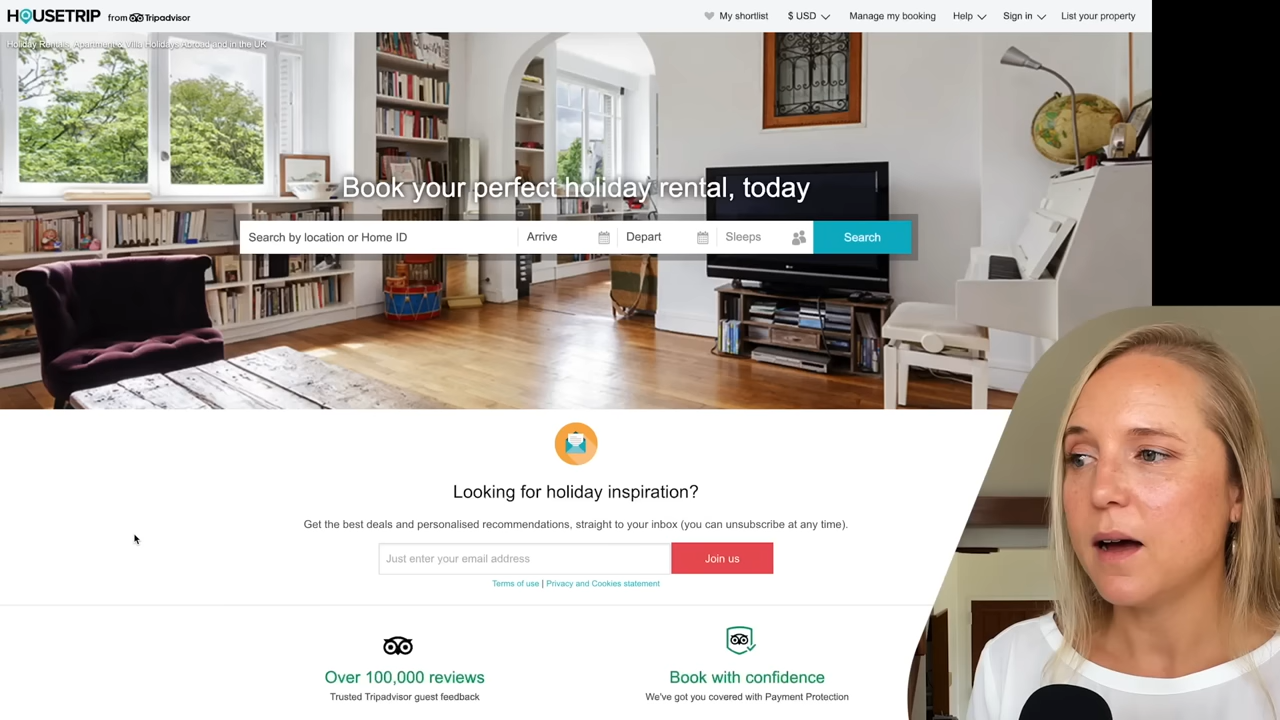 HOUSETRIP from Tripadvisor
My shortlist $ USD Manage my booking Help Sign in List your property
Holiday Rentals, Apartment & Villa Holidays Abroad and in the UK
Book your perfect holiday rental, today
Search by location or Home ID Arrive Depart Sleeps Search
Looking for holiday inspiration?
Get the best deals and personalised recommendations, straight to your inbox (you can unsubscribe at any time).
Just enter your email address Join us
Terms of use | Privacy and Cookies statement
Over 100,000 reviews
Trusted Tripadvisor guest feedback
Book with confidence
We've got you covered with Payment Protection